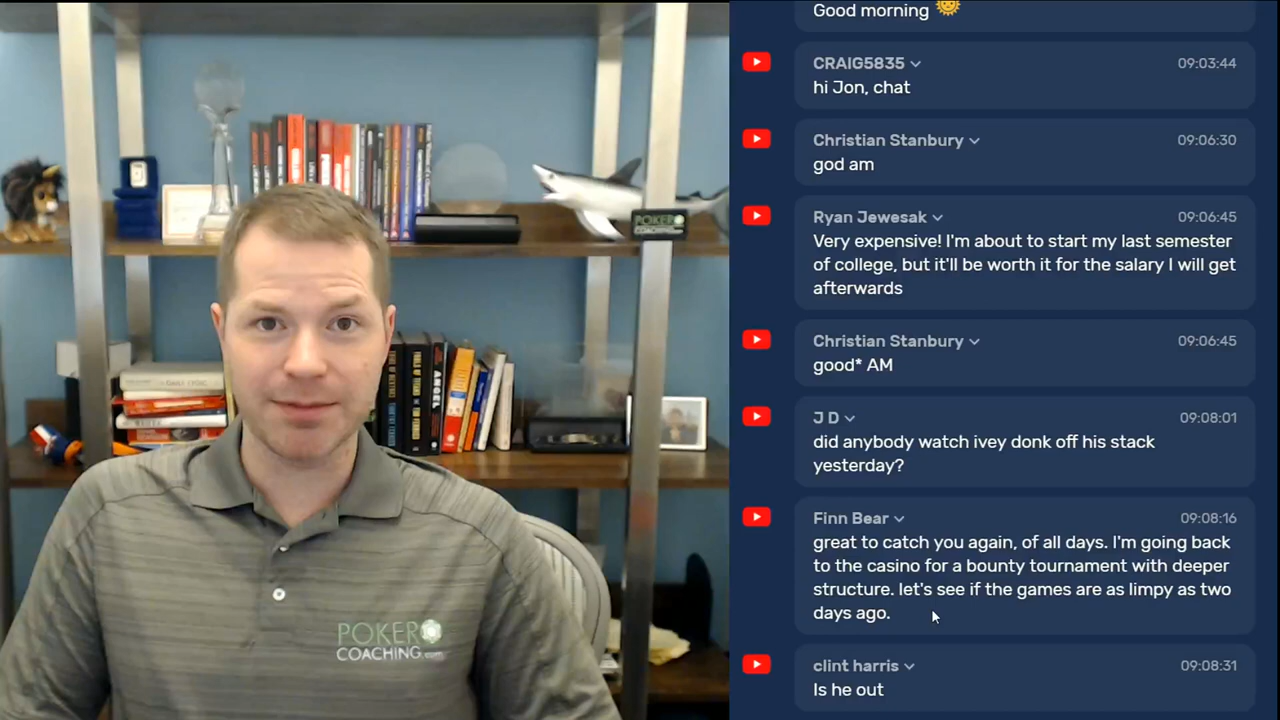 Good morning 🌞
CRAIG5835
09:03:44
hi Jon, chat
Christian Stanbury
09:06:30
god am
Ryan Jewesak
09:06:45
Very expensive! I'm about to start my last semester
of college, but it'll be worth it for the salary I will get
afterwards
Christian Stanbury
09:06:45
good* AM
J D
09:08:01
did anybody watch ivey donk off his stack
yesterday?
Finn Bear
09:08:16
great to catch you again, of all days. I'm going back
to the casino for a bounty tournament with deeper
structure. let's see if the games are as limpy as two
days ago.
clint harris
09:08:31
Is he out
POKER
COACHING.com
POKER
COACHING.com
ANGEL